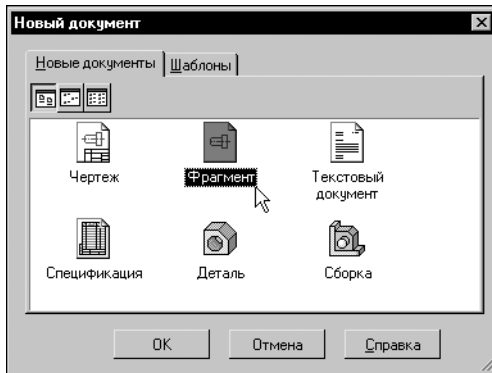 Новый документ
Новые документы Шаблоны
Чертеж Фрагмент Текстовый
документ
Спецификация Деталь Сборка
OK Отмена Справка